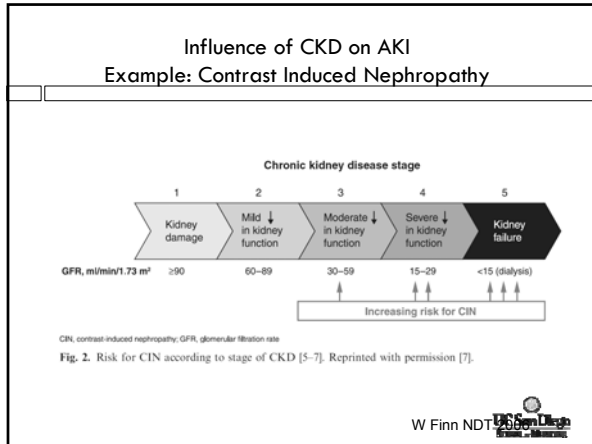 Influence of CKD on AKI
Example: Contrast Induced Nephropathy
Chronic kidney disease stage
1 2 3 4 5
Kidney damage
Mild ↓ in kidney function
Moderate ↓ in kidney function
Severe ↓ in kidney function
Kidney failure
GFR, ml/min/1.73 m² ≥90 60–89 30–59 15–29 <15 (dialysis)
Increasing risk for CIN
CIN, contrast-induced nephropathy; GFR, glomerular filtration rate
Fig. 2. Risk for CIN according to stage of CKD [5–7]. Reprinted with permission [7].
W Finn NDT 2006
UC San Diego